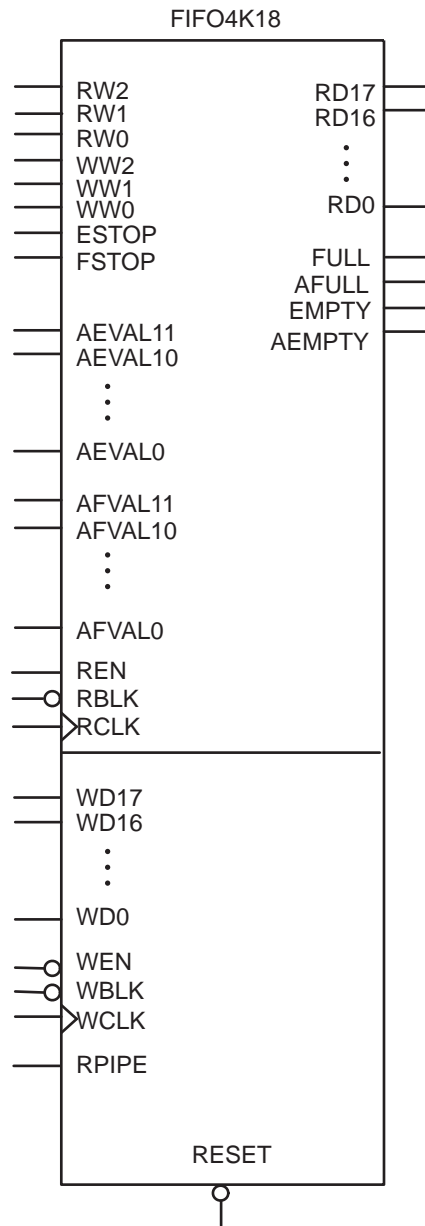 FIFO4K18
RW2
RW1
RW0
WW2
WW1
WW0
ESTOP
FSTOP
AEVAL11
AEVAL10
AEVAL0
AFVAL11
AFVAL10
AFVAL0
REN
RBLK
RCLK
WD17
WD16
WD0
WEN
WBLK
WCLK
RPIPE
RD17
RD16
RD0
FULL
AFULL
EMPTY
AEMPTY
RESET